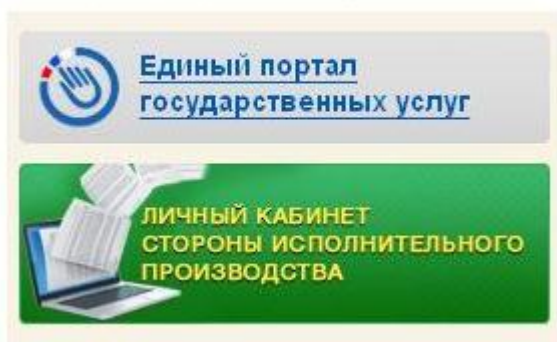 Единый портал
государственных услуг
ЛИЧНЫЙ КАБИНЕТ
СТОРОНЫ ИСПОЛНИТЕЛЬНОГО
ПРОИЗВОДСТВА